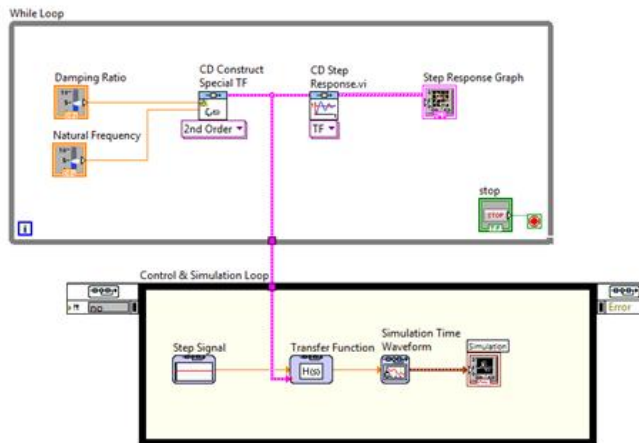 While Loop
Damping Ratio
CD Construct
Special TF
CD Step
Response.vi
Step Response Graph
2nd Order
TF
Natural Frequency
stop
STOP
i
Control & Simulation Loop
Error
Step Signal
Transfer Function
Simulation Time
Waveform
Simulation
H(s)